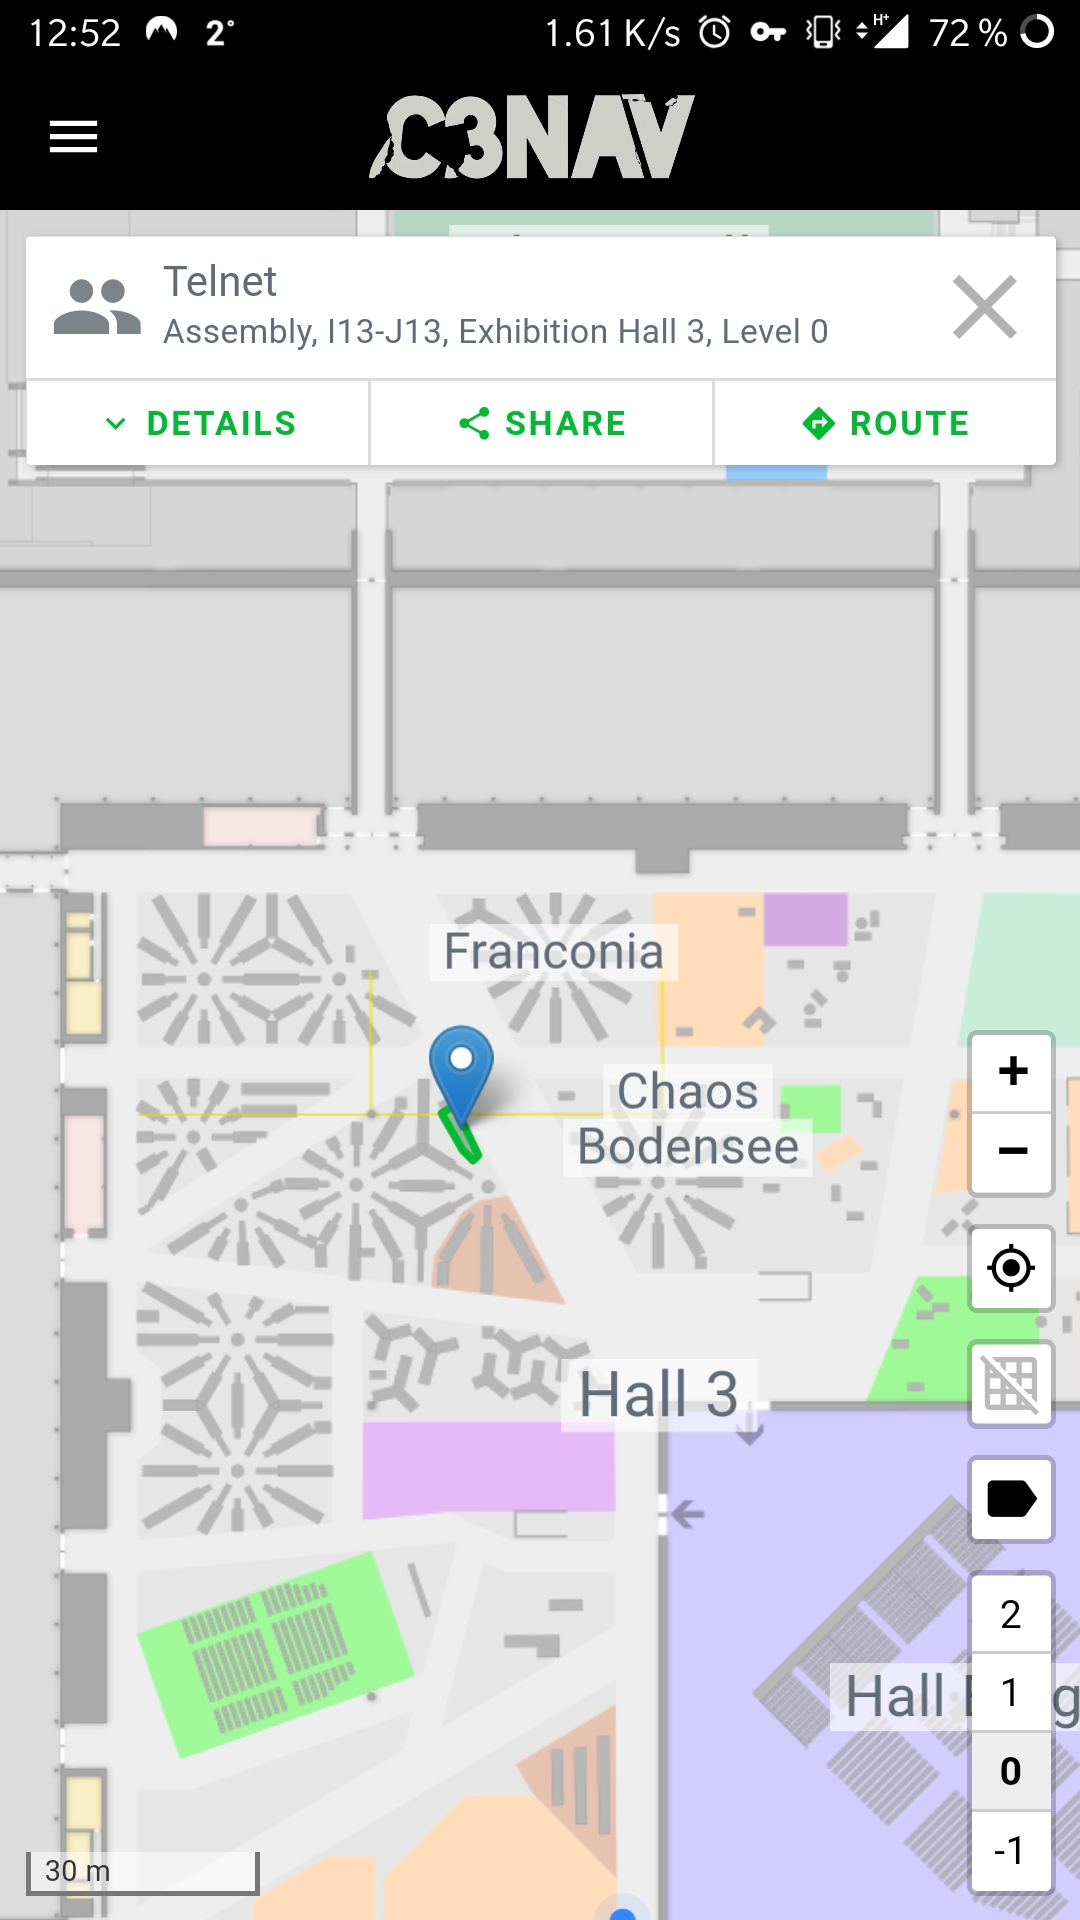 12:52 2° 1.61 K/s H+ 72 %
C3NAV
Telnet
Assembly, I13-J13, Exhibition Hall 3, Level 0
DETAILS SHARE ROUTE
Franconia
Chaos
Bodensee
+
−
Hall 3
2
Hall
1
g
0
-1
30 m